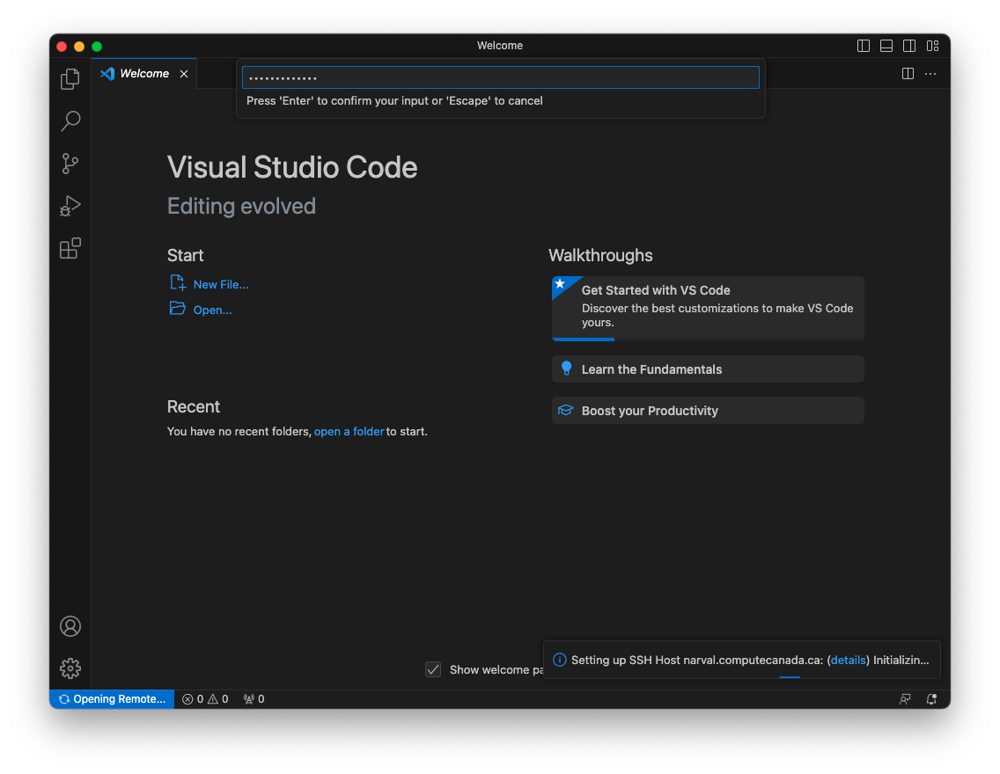 Welcome
Welcome
•••••••••••••
Press 'Enter' to confirm your input or 'Escape' to cancel
Visual Studio Code
Editing evolved
Start
New File...
Open...
Recent
You have no recent folders, open a folder to start.
Walkthroughs
Get Started with VS Code
Discover the best customizations to make VS Code
yours.
Learn the Fundamentals
Boost your Productivity
Show welcome pa
Setting up SSH Host narval.computecanada.ca: (details) Initializin...
Opening Remote... 0 0 0